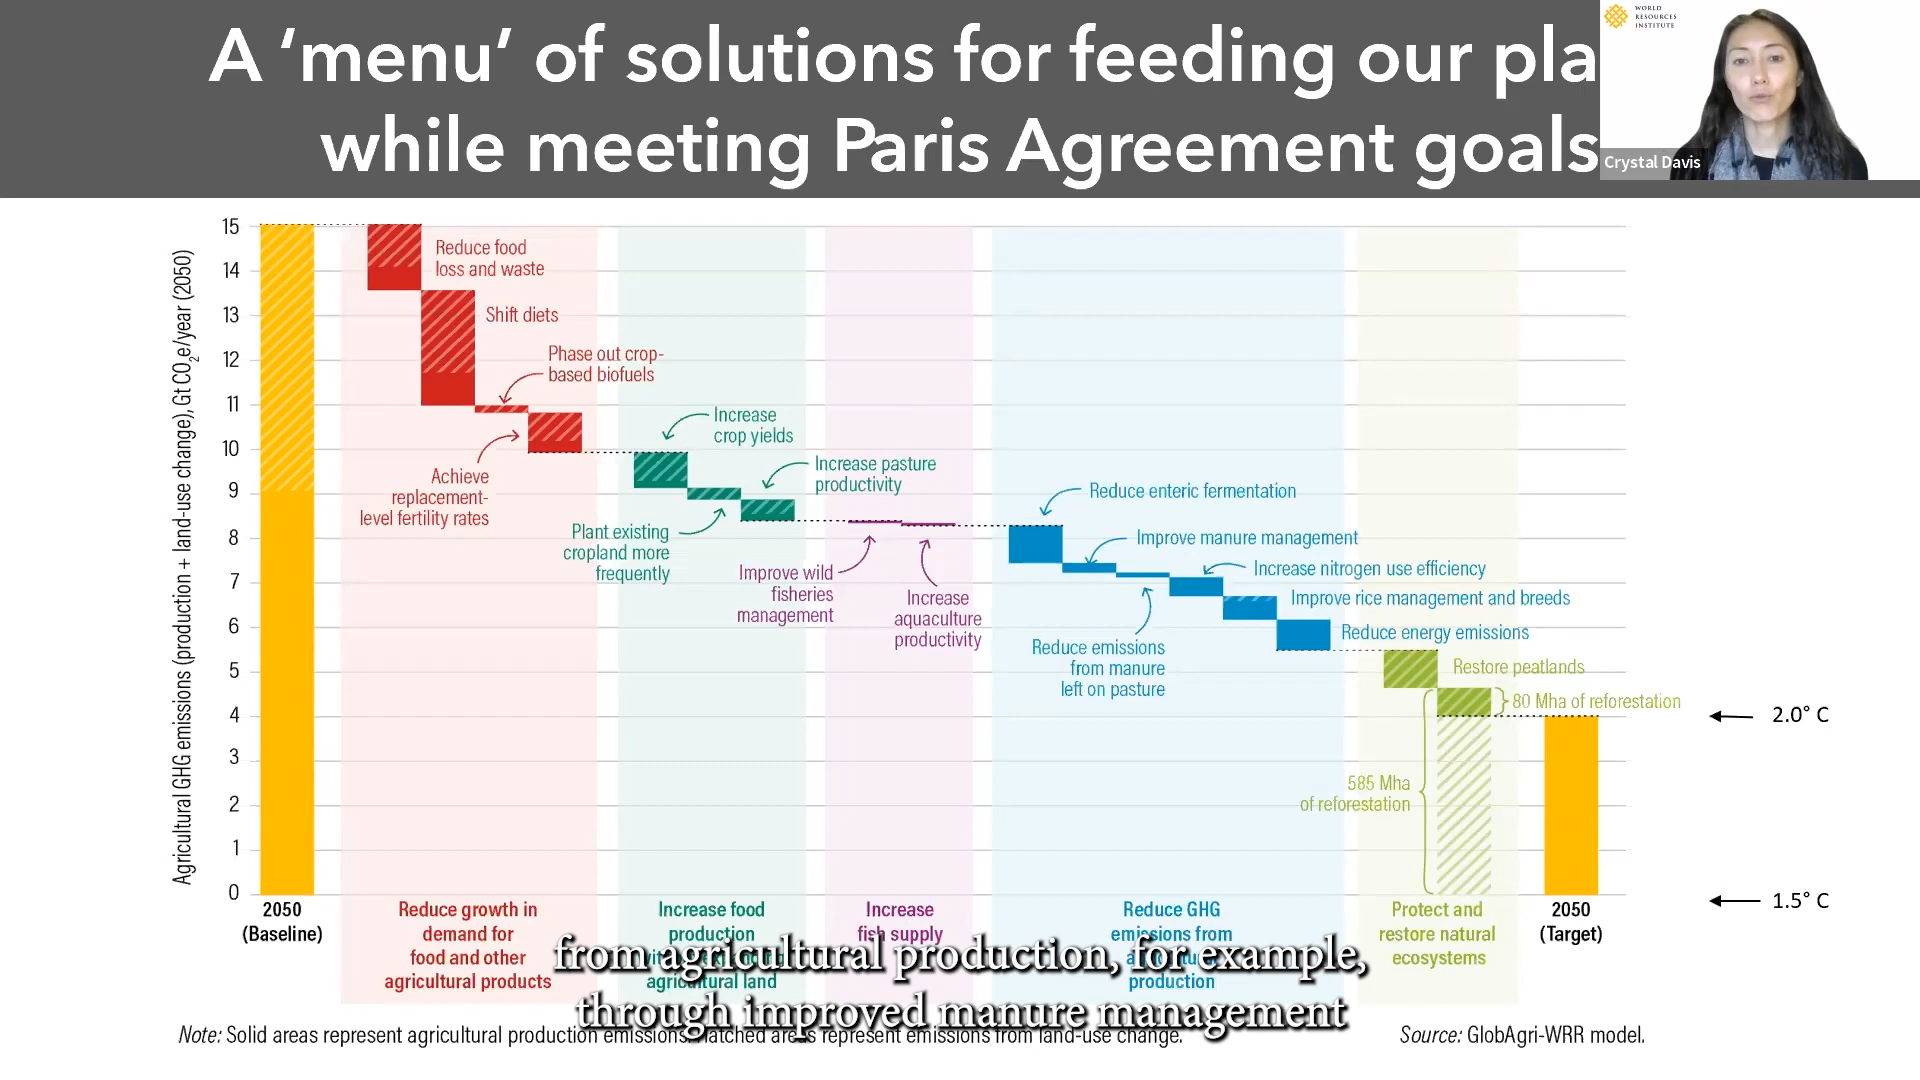 A ‘menu’ of solutions for feeding our pla
while meeting Paris Agreement goals
WORLD
RESOURCES
INSTITUTE
Crystal Davis
Agricultural GHG emissions (production + land-use change), Gt CO2e/year (2050)
15
14
13
12
11
10
9
8
7
6
5
4
3
2
1
0
Reduce food
loss and waste
Shift diets
Phase out crop-
based biofuels
Achieve
replacement-
level fertility rates
Increase
crop yields
Plant existing
cropland more
frequently
Increase pasture
productivity
Improve wild
fisheries
management
Increase
aquaculture
productivity
Reduce enteric fermentation
Improve manure management
Reduce emissions
from manure
left on pasture
Increase nitrogen use efficiency
Improve rice management and breeds
Reduce energy emissions
Restore peatlands
80 Mha of reforestation
585 Mha
of reforestation
2.0° C
1.5° C
2050
(Baseline)
Reduce growth in
demand for
food and other
agricultural products
Increase food
production
agricultural land
Increase
fish supply
Reduce GHG
emissions from
production
Protect and
restore natural
ecosystems
2050
(Target)
from agricultural production, for example,
through improved manure management
Note: Solid areas represent agricultural production emissions. Hatched areas represent emissions from land-use change.
Source: GlobAgri-WRR model.